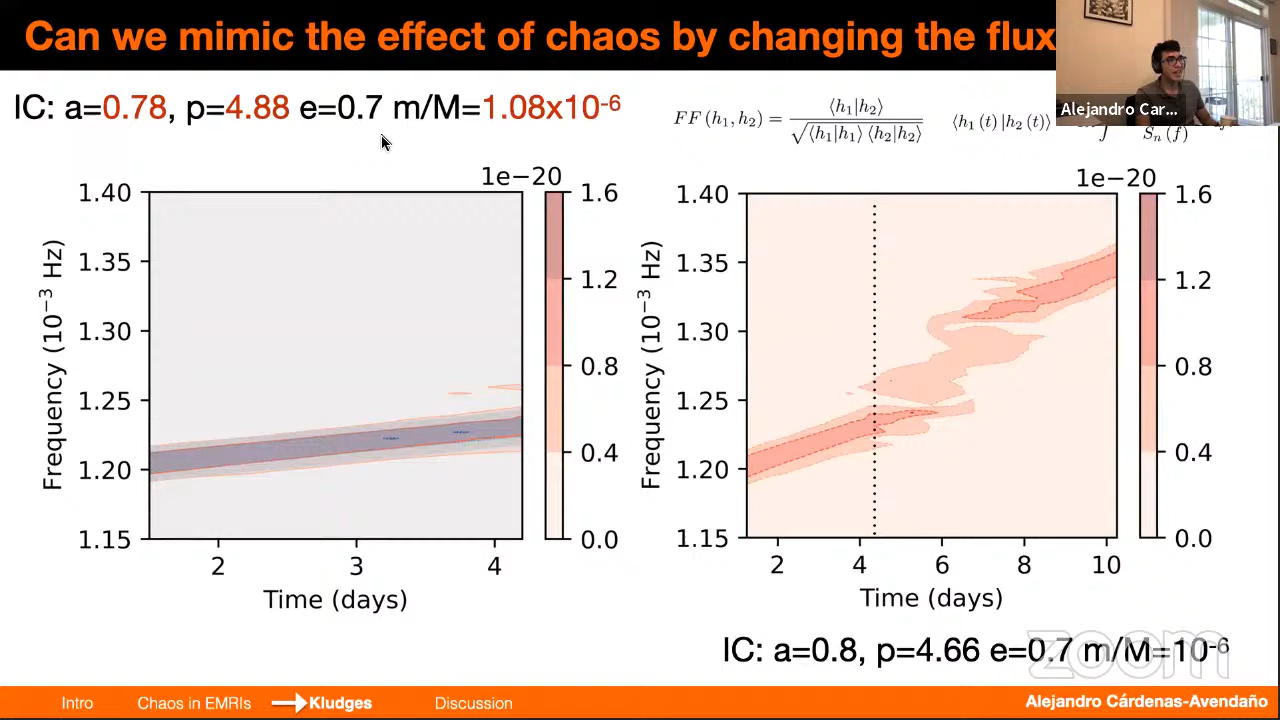 Can we mimic the effect of chaos by changing the flux
Alejandro Car...
IC: a=0.78, p=4.88 e=0.7 m/M=1.08x10-6
FF (h1, h2) = ⟨h1|h2⟩ / √⟨h1|h1⟩ ⟨h2|h2⟩
⟨h1 (t) |h2 (t)⟩
Sn (f)
1e−20
1.40
1.35
1.30
1.25
1.20
1.15
Frequency (10−3 Hz)
2 3 4
Time (days)
1.6
1.2
0.8
0.4
0.0
1e−20
1.40
1.35
1.30
1.25
1.20
1.15
Frequency (10−3 Hz)
2 4 6 8 10
Time (days)
1.6
1.2
0.8
0.4
0.0
IC: a=0.8, p=4.66 e=0.7 m/M=10-6
zoom
Intro Chaos in EMRIs Kludges Discussion Alejandro Cárdenas-Avendaño